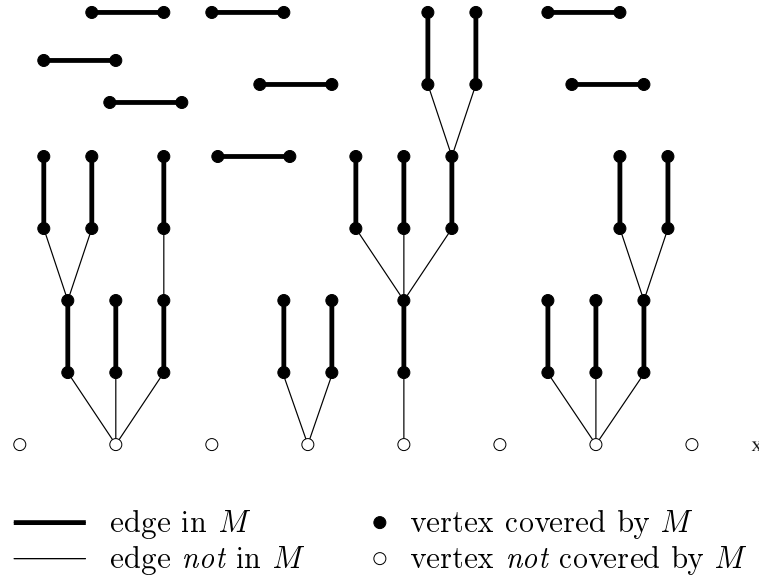 x
edge in M
vertex covered by M
edge not in M
vertex not covered by M